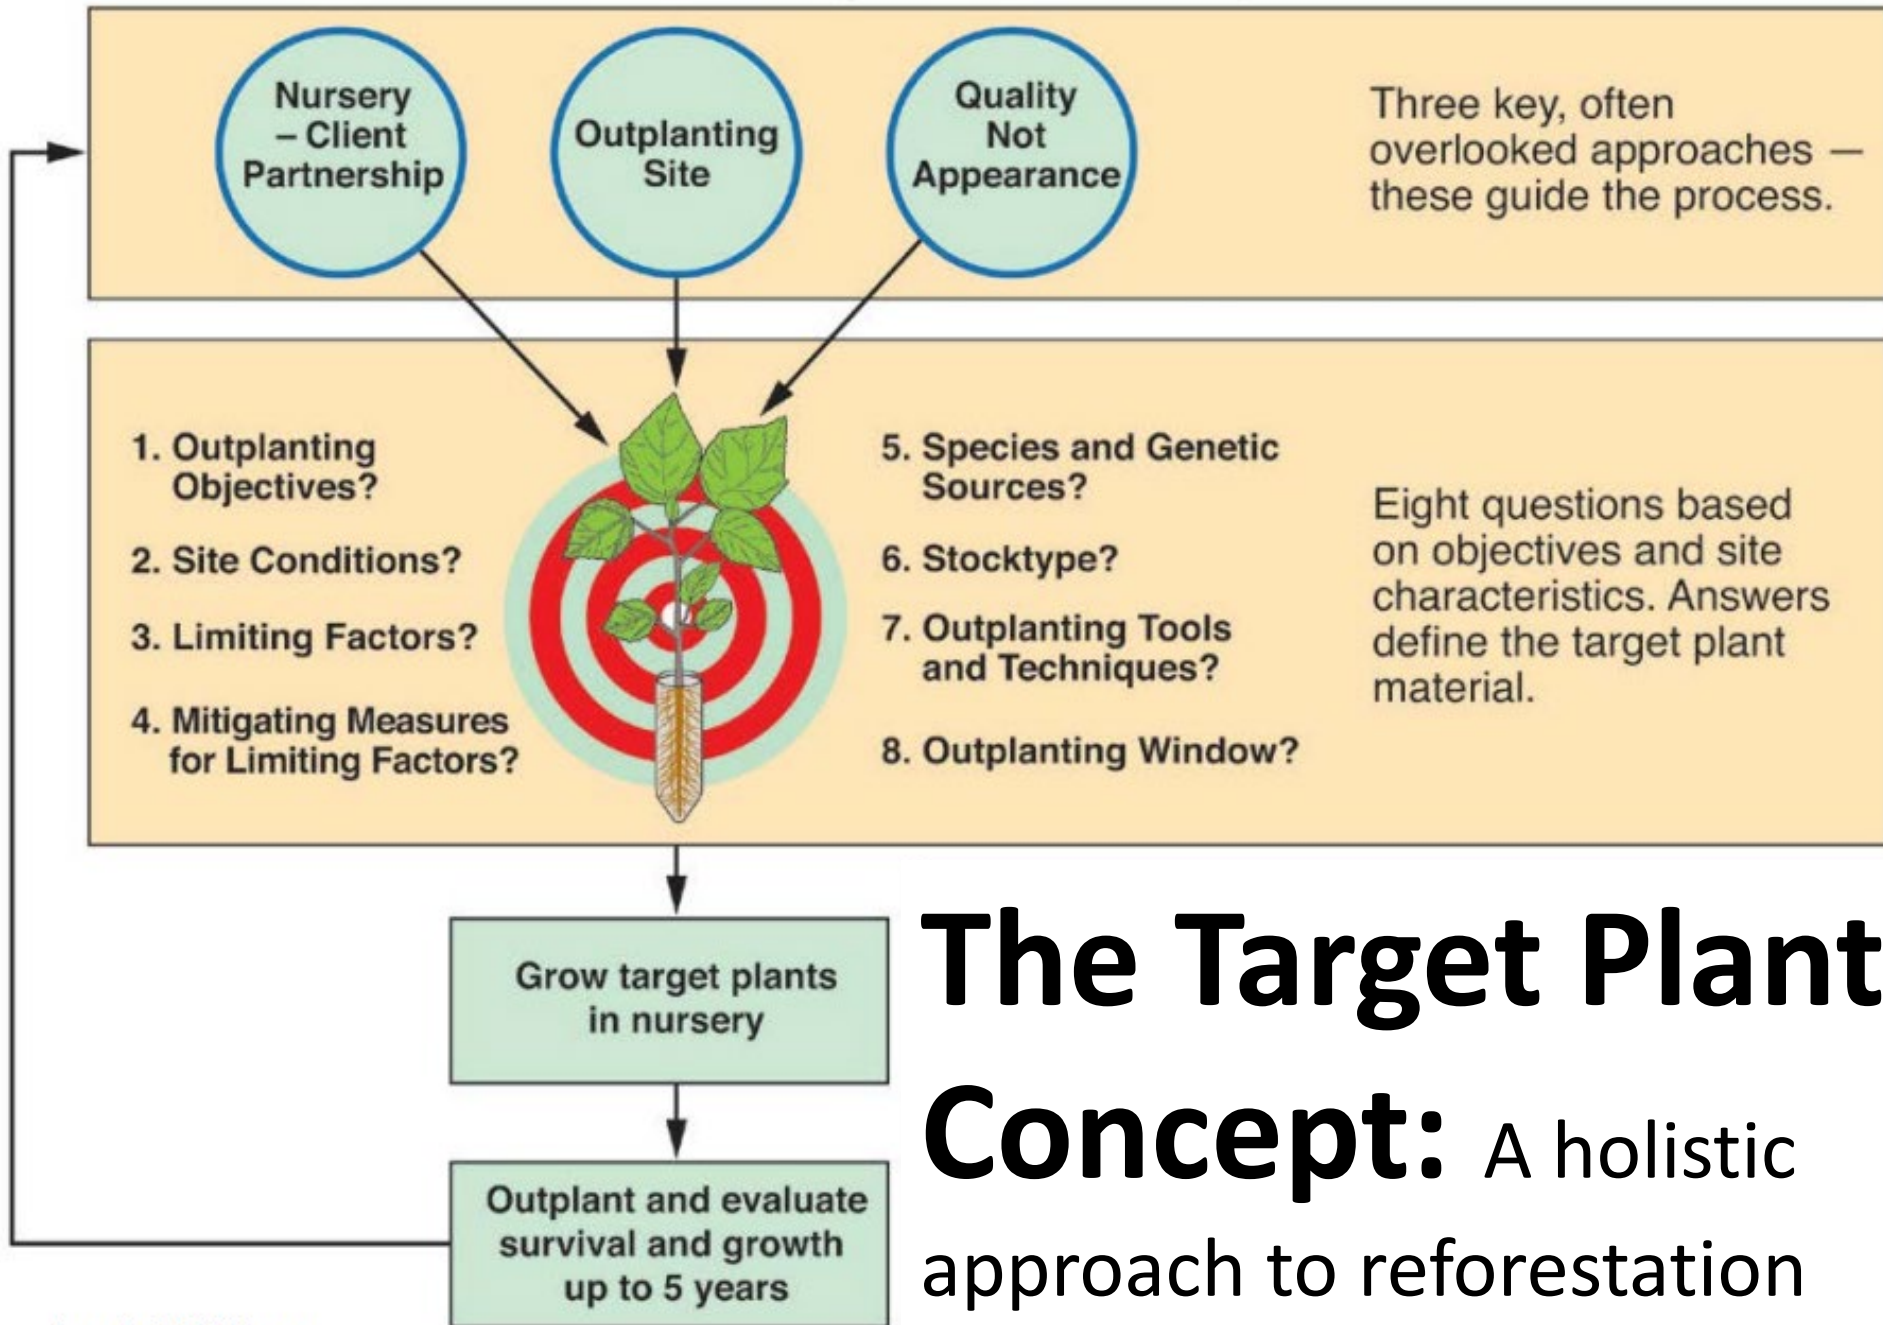 Nursery
– Client
Partnership
Outplanting
Site
Quality
Not
Appearance
Three key, often
overlooked approaches —
these guide the process.
1. Outplanting
Objectives?
2. Site Conditions?
3. Limiting Factors?
4. Mitigating Measures
for Limiting Factors?
5. Species and Genetic
Sources?
6. Stocktype?
7. Outplanting Tools
and Techniques?
8. Outplanting Window?
Eight questions based
on objectives and site
characteristics. Answers
define the target plant
material.
Grow target plants
in nursery
Outplant and evaluate
survival and growth
up to 5 years
The Target Plant
Concept: A holistic
approach to reforestation